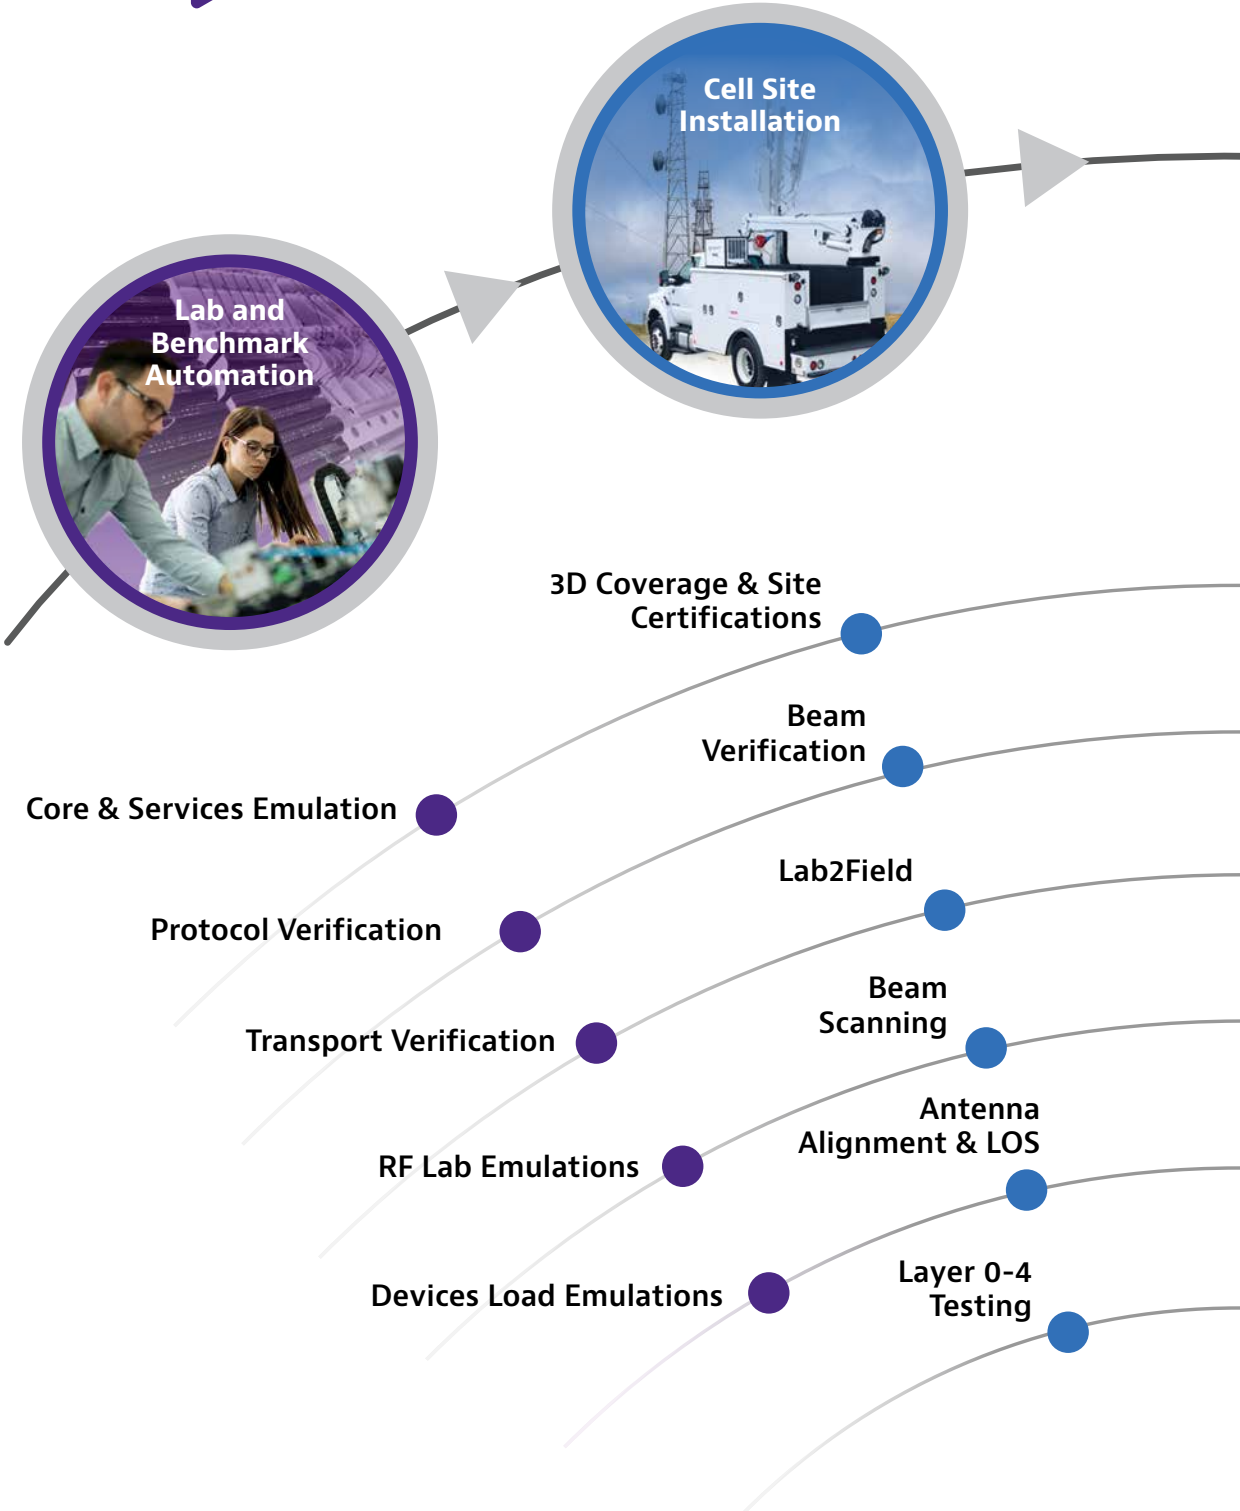 Cell Site
Installation
Lab and
Benchmark
Automation
3D Coverage & Site
Certifications
Beam
Verification
Core & Services Emulation
Lab2Field
Protocol Verification
Beam
Scanning
Transport Verification
Antenna
Alignment & LOS
RF Lab Emulations
Layer 0-4
Testing
Devices Load Emulations